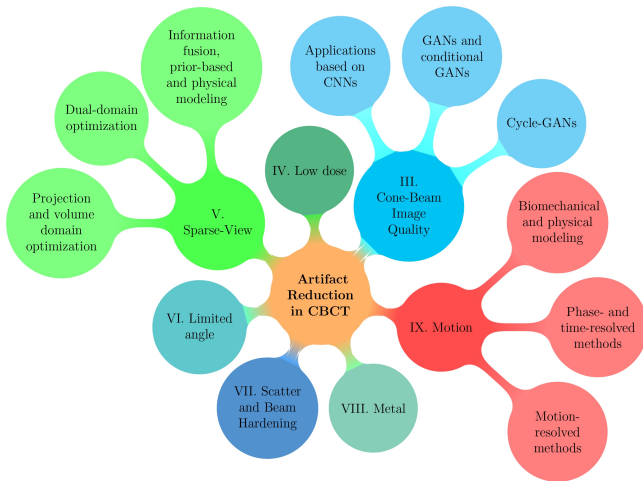 Information
fusion,
prior-based
and physical
modeling
Applications
based on
CNNs
GANs and
conditional
GANs
Dual-domain
optimization
Cycle-GANs
IV. Low dose
III.
Cone-Beam
Image
Quality
Projection
and volume
domain
optimization
V.
Sparse-View
Biomechanical
and physical
modeling
Artifact
Reduction
in CBCT
VI. Limited
angle
IX. Motion
Phase- and
time-resolved
methods
VII. Scatter
and Beam
Hardening
VIII. Metal
Motion-
resolved
methods